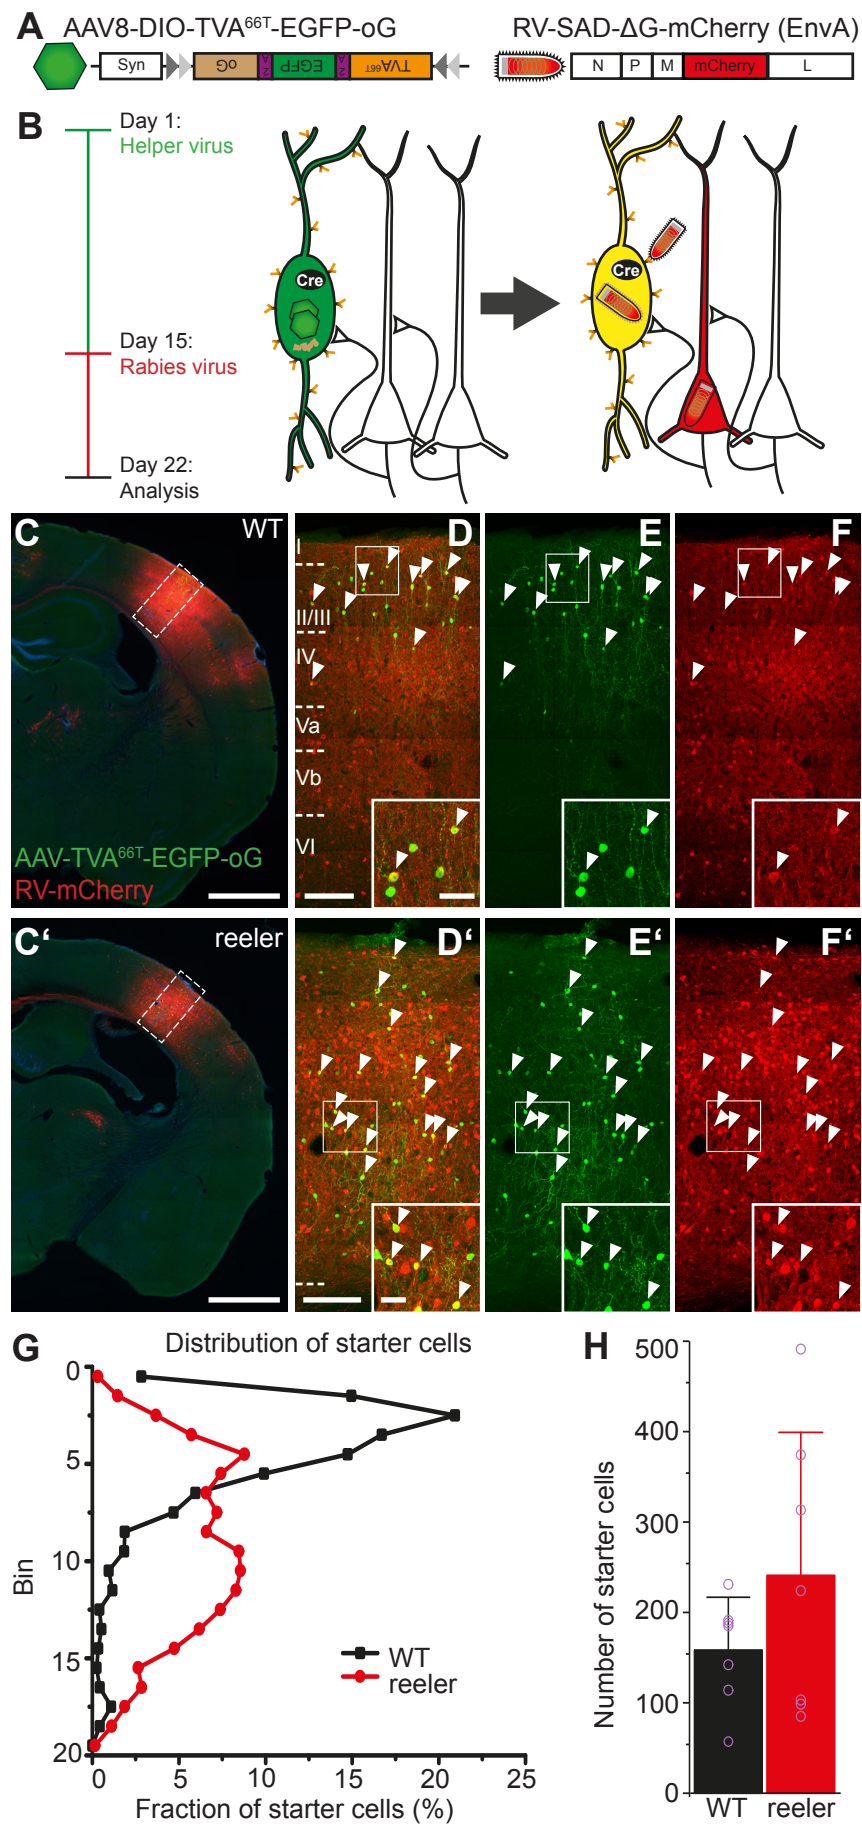 A
AAV8-DIO-TVA66T-EGFP-oG
RV-SAD-ΔG-mCherry (EnvA)
Syn
oG
EGFP
TVA66T
N
P
M
mCherry
L
B
Day 1:
Helper virus
Day 15:
Rabies virus
Day 22:
Analysis
Cre
Cre
C
WT
AAV-TVA66T-EGFP-oG
RV-mCherry
D
I
II/III
IV
Va
Vb
VI
E
F
C'
reeler
D'
E'
F'
G
Distribution of starter cells
0
5
10
15
20
Bin
0
5
10
15
20
25
Fraction of starter cells (%)
WT
reeler
H
500
400
300
200
100
0
Number of starter cells
WT
reeler